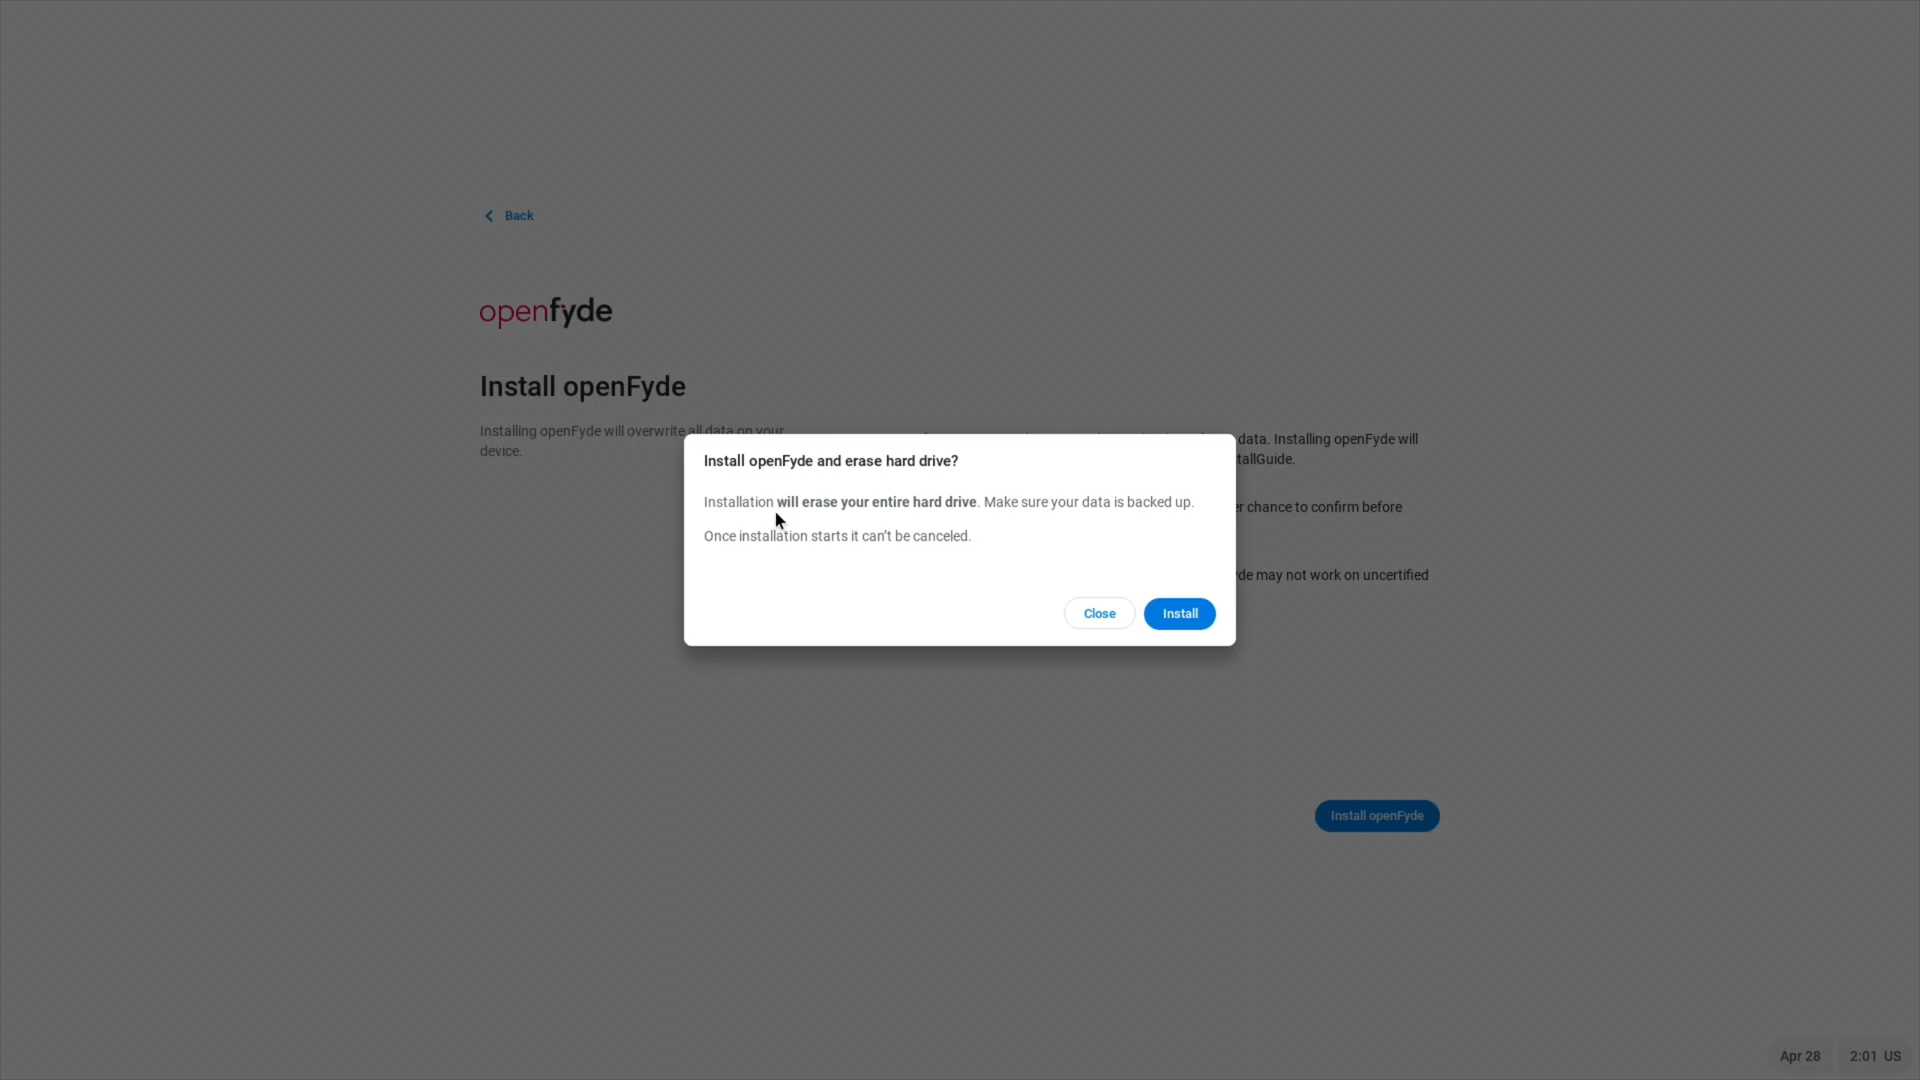 Back
openfyde
Install openFyde
Installing openFyde will overwrite all data on your
device.
data. Installing openFyde will
tallGuide.
er chance to confirm before
de may not work on uncertified
Install openFyde and erase hard drive?
Installation will erase your entire hard drive. Make sure your data is backed up.
Once installation starts it can’t be canceled.
Close
Install
Install openFyde
Apr 28
2:01 US